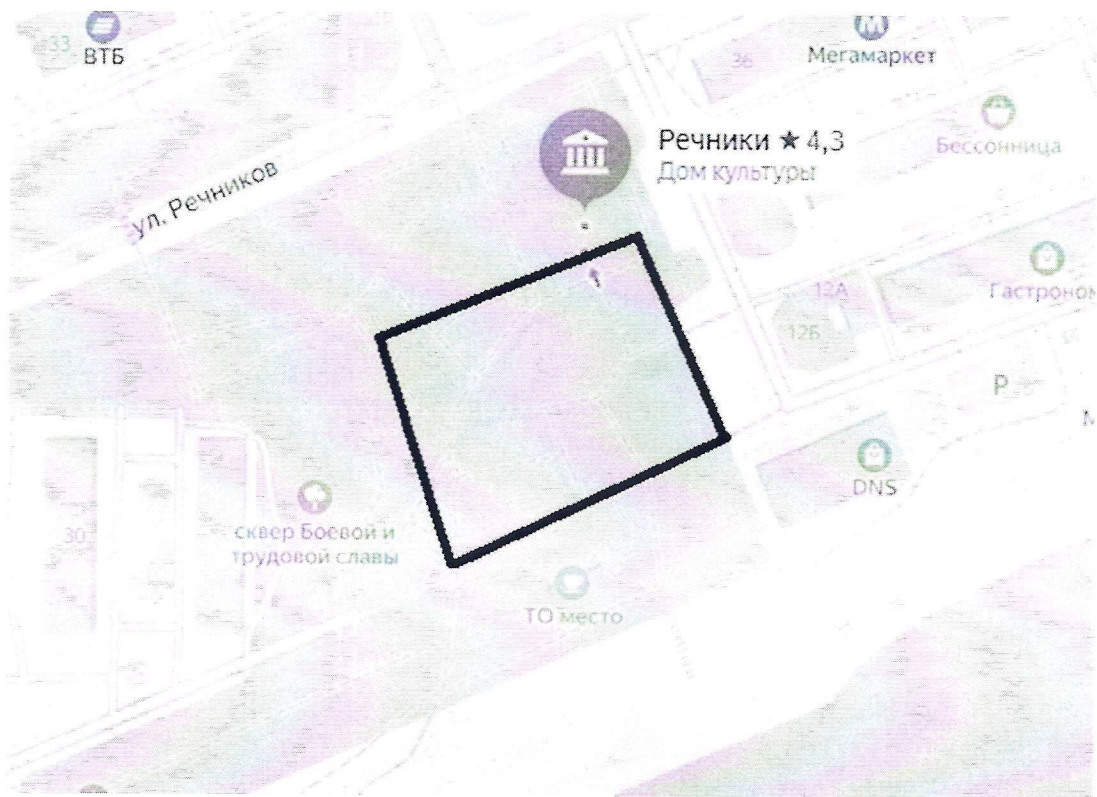 33
ВТБ
36
Мегамаркет
Речники ★ 4,3
Дом культуры
Бессонница
ул. Речников
12А
Гастроном
12Б
Р
DNS
30
сквер Боевой и
трудовой славы
ТО место